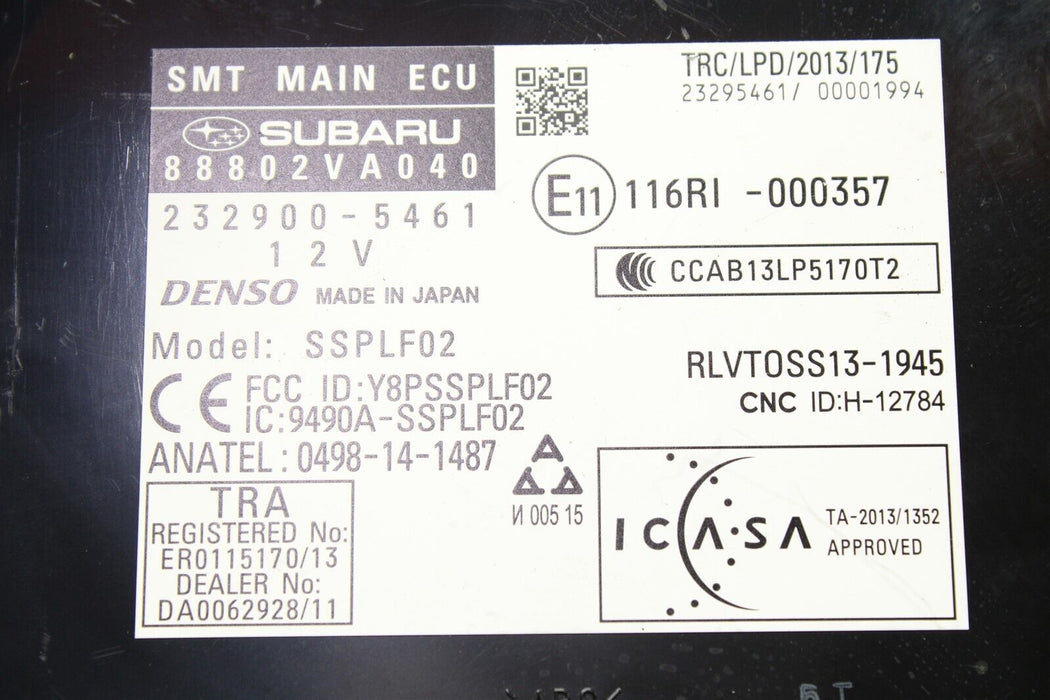 SMT MAIN ECU
SUBARU
88802VA040
232900-5461
12V
DENSO MADE IN JAPAN
Model: SSPLF02
CE FCC ID:Y8PSSPLF02
IC:9490A-SSPLF02
ANATEL: 0498-14-1487
TRA
REGISTERED No:
ER0115170/13
DEALER No:
DA0062928/11
TRC/LPD/2013/175
23295461/ 00001994
E11 116RI -000357
CCAB13LP5170T2
RLVTOSS13-1945
CNC ID:H-12784
И 005 15
ICASA
TA-2013/1352
APPROVED